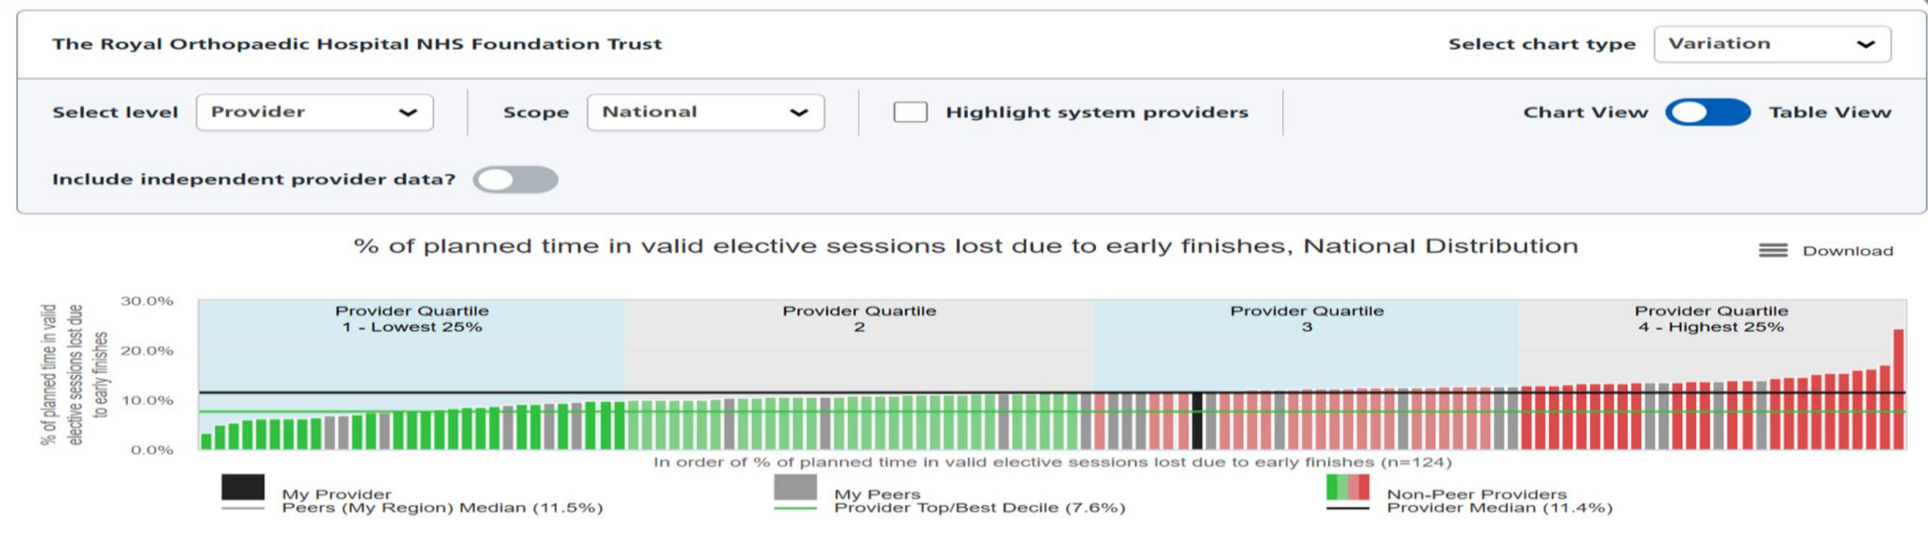 The Royal Orthopaedic Hospital NHS Foundation Trust
Select chart type Variation
Select level Provider Scope National Highlight system providers Chart View Table View
Include independent provider data?
% of planned time in valid elective sessions lost due to early finishes, National Distribution
Download
% of planned time in valid
elective sessions lost due
to early finishes
30.0%
20.0%
10.0%
0.0%
Provider Quartile
1 - Lowest 25%
Provider Quartile
2
Provider Quartile
3
Provider Quartile
4 - Highest 25%
In order of % of planned time in valid elective sessions lost due to early finishes (n=124)
My Provider
Peers (My Region) Median (11.5%)
My Peers
Provider Top/Best Decile (7.6%)
Non-Peer Providers
Provider Median (11.4%)